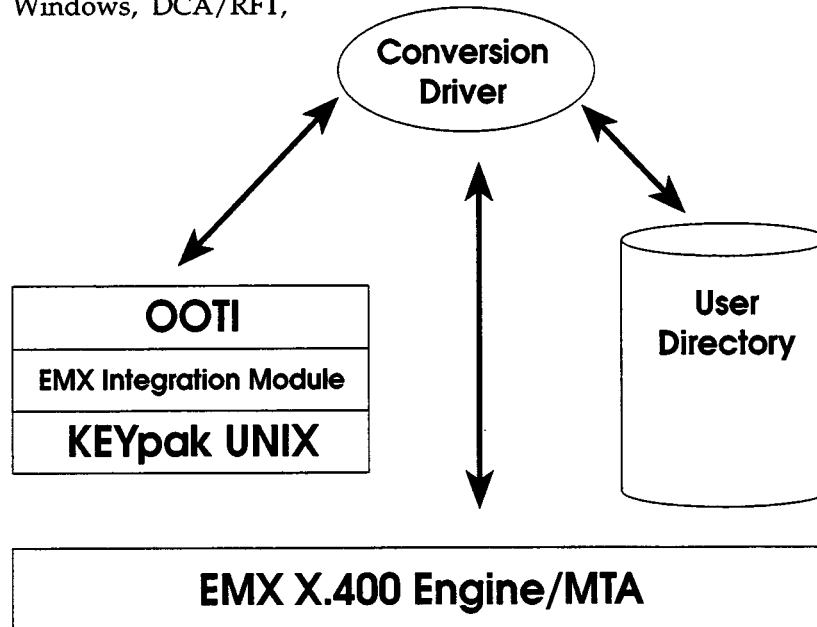 Windows, DCA/RFT,
Conversion
Driver
OOTI
EMX Integration Module
KEYpak UNIX
User
Directory
EMX X.400 Engine/MTA